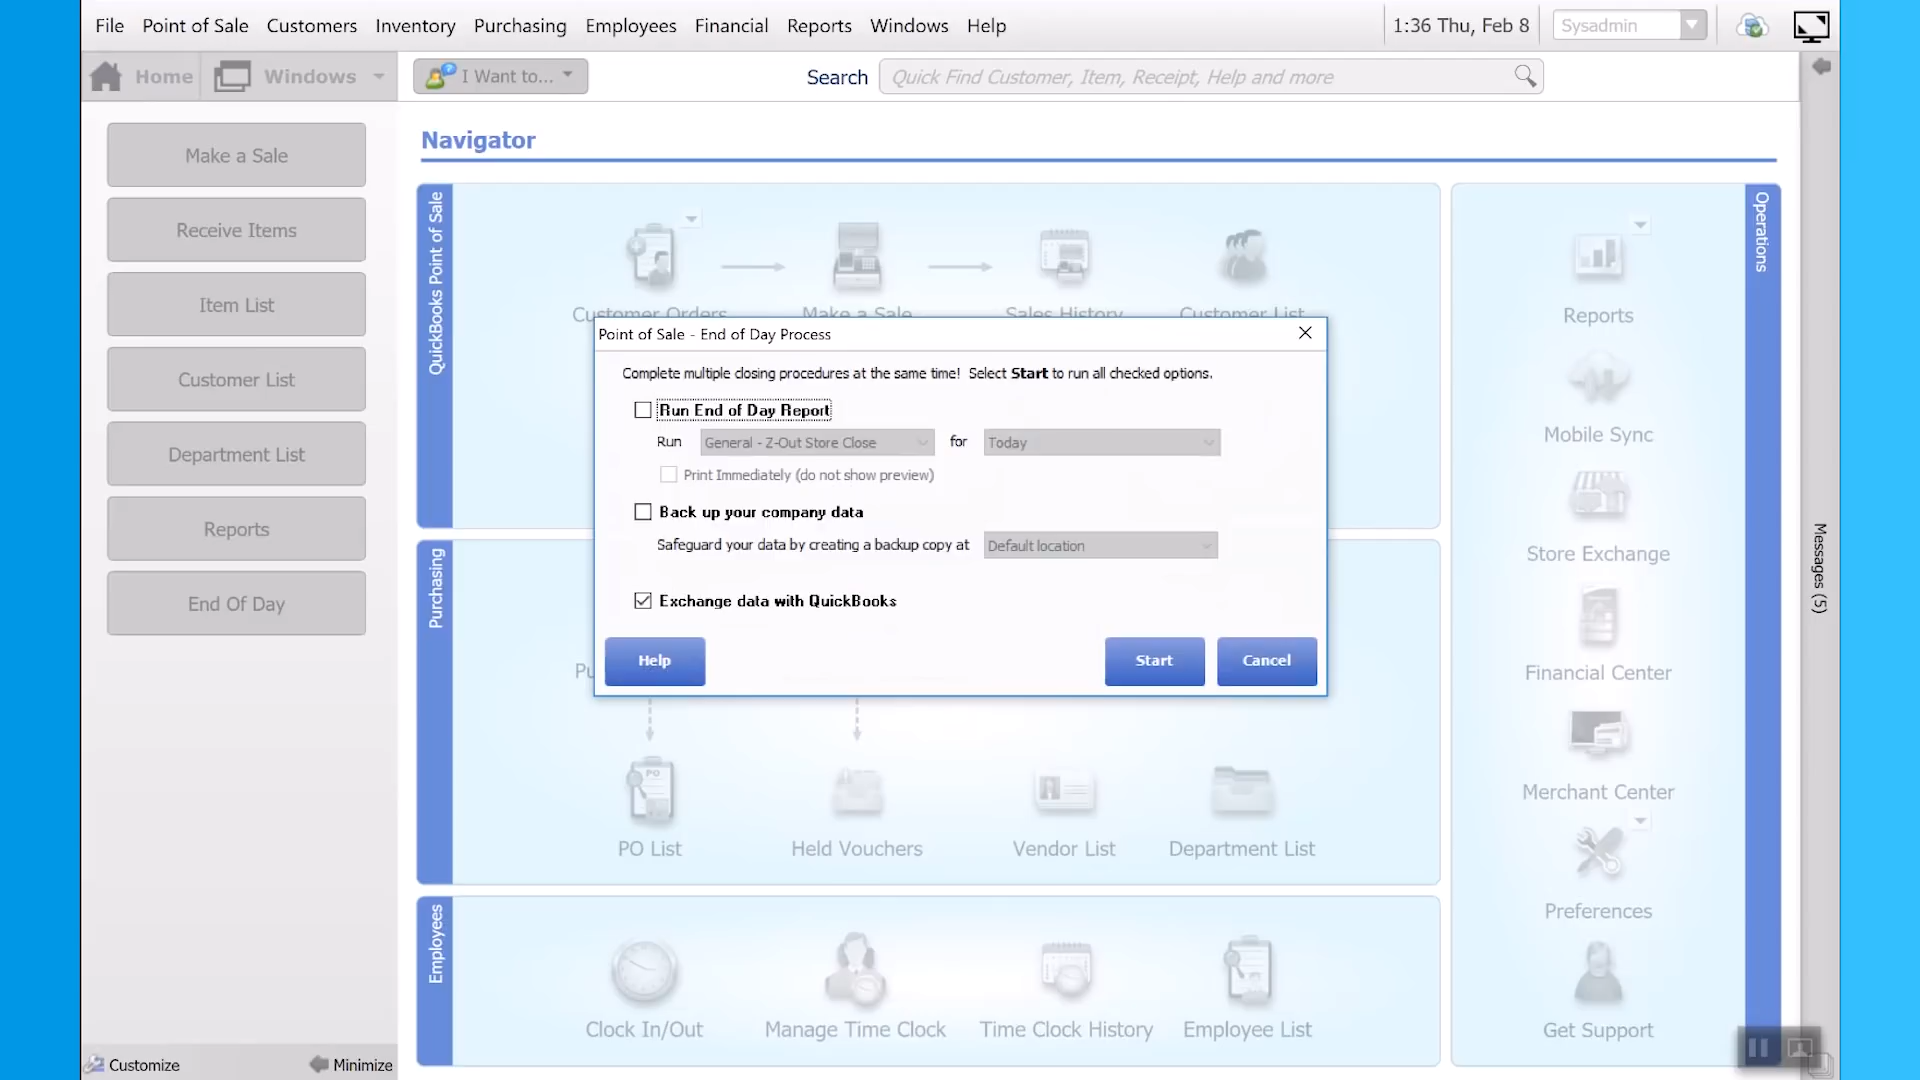 File Point of Sale Customers Inventory Purchasing Employees Financial Reports Windows Help
1:36 Thu, Feb 8
Sysadmin
Home
Windows
I Want to...
Search
Quick Find Customer, Item, Receipt, Help and more
Make a Sale
Receive Items
Item List
Customer List
Department List
Reports
End Of Day
Customize
Minimize
Navigator
QuickBooks Point of Sale
Customer Orders
Make a Sale
Sales History
Customer List
Point of Sale - End of Day Process
Complete multiple closing procedures at the same time! Select Start to run all checked options.
Run End of Day Report
Run General - Z-Out Store Close for Today
Print Immediately (do not show preview)
Back up your company data
Safeguard your data by creating a backup copy at Default location
Exchange data with QuickBooks
Help
Start
Cancel
Purchasing
PO
PO List
Held Vouchers
Vendor List
Department List
Employees
Clock In/Out
Manage Time Clock
Time Clock History
Employee List
Operations
Reports
Mobile Sync
Store Exchange
Financial Center
Merchant Center
Preferences
Get Support
Messages (5)